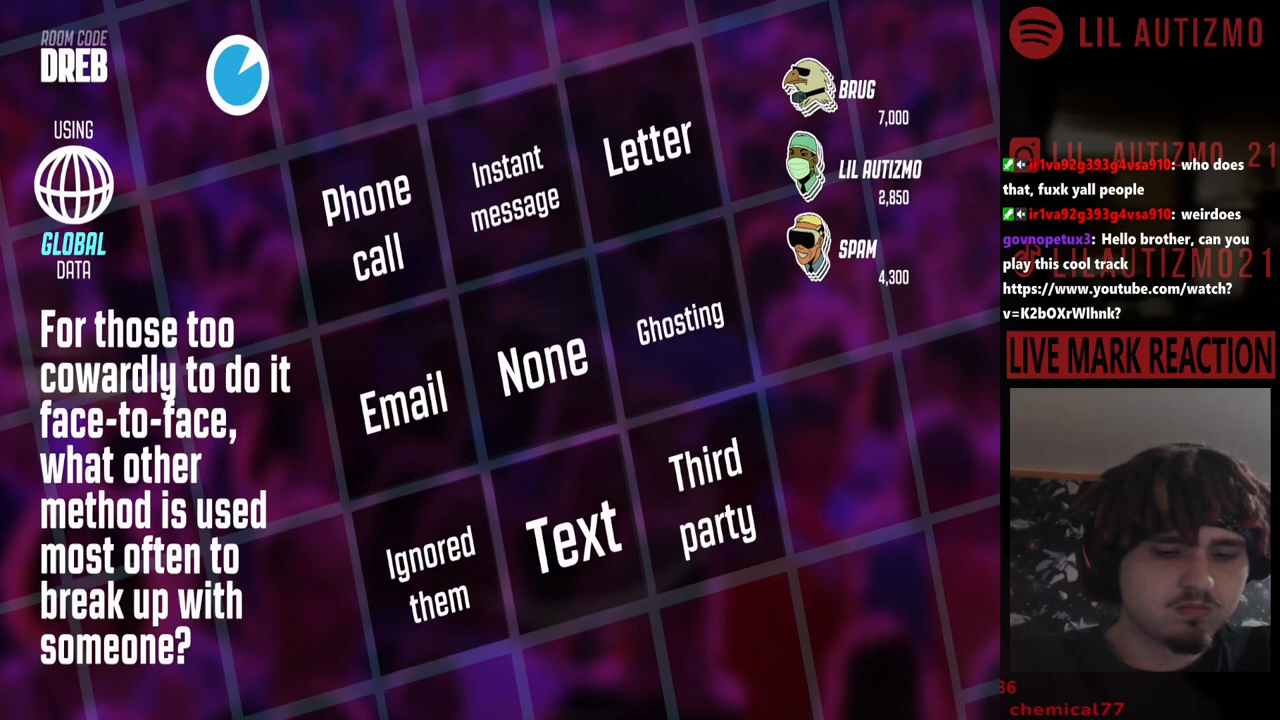 ROOM CODE
DREB
USING
GLOBAL
DATA
For those too
cowardly to do it
face-to-face,
what other
method is used
most often to
break up with
someone?
Phone
call
Instant
message
Letter
Email
None
Ghosting
Ignored
them
Text
Third
party
BRUG
7,000
LIL AUTIZMO
2,850
SPAM
4,300
LIL AUTIZMO
LIL_AUTIZMO_21
ir1va92g393g4vsa910: who does
that, fuxk yall people
ir1va92g393g4vsa910: weirdoes
govnopetux3: Hello brother, can you
play this cool track
LILAUTIZMO21
https://www.youtube.com/watch?
v=K2bOXrWlhnk?
LIVE MARK REACTION
36
chemical77